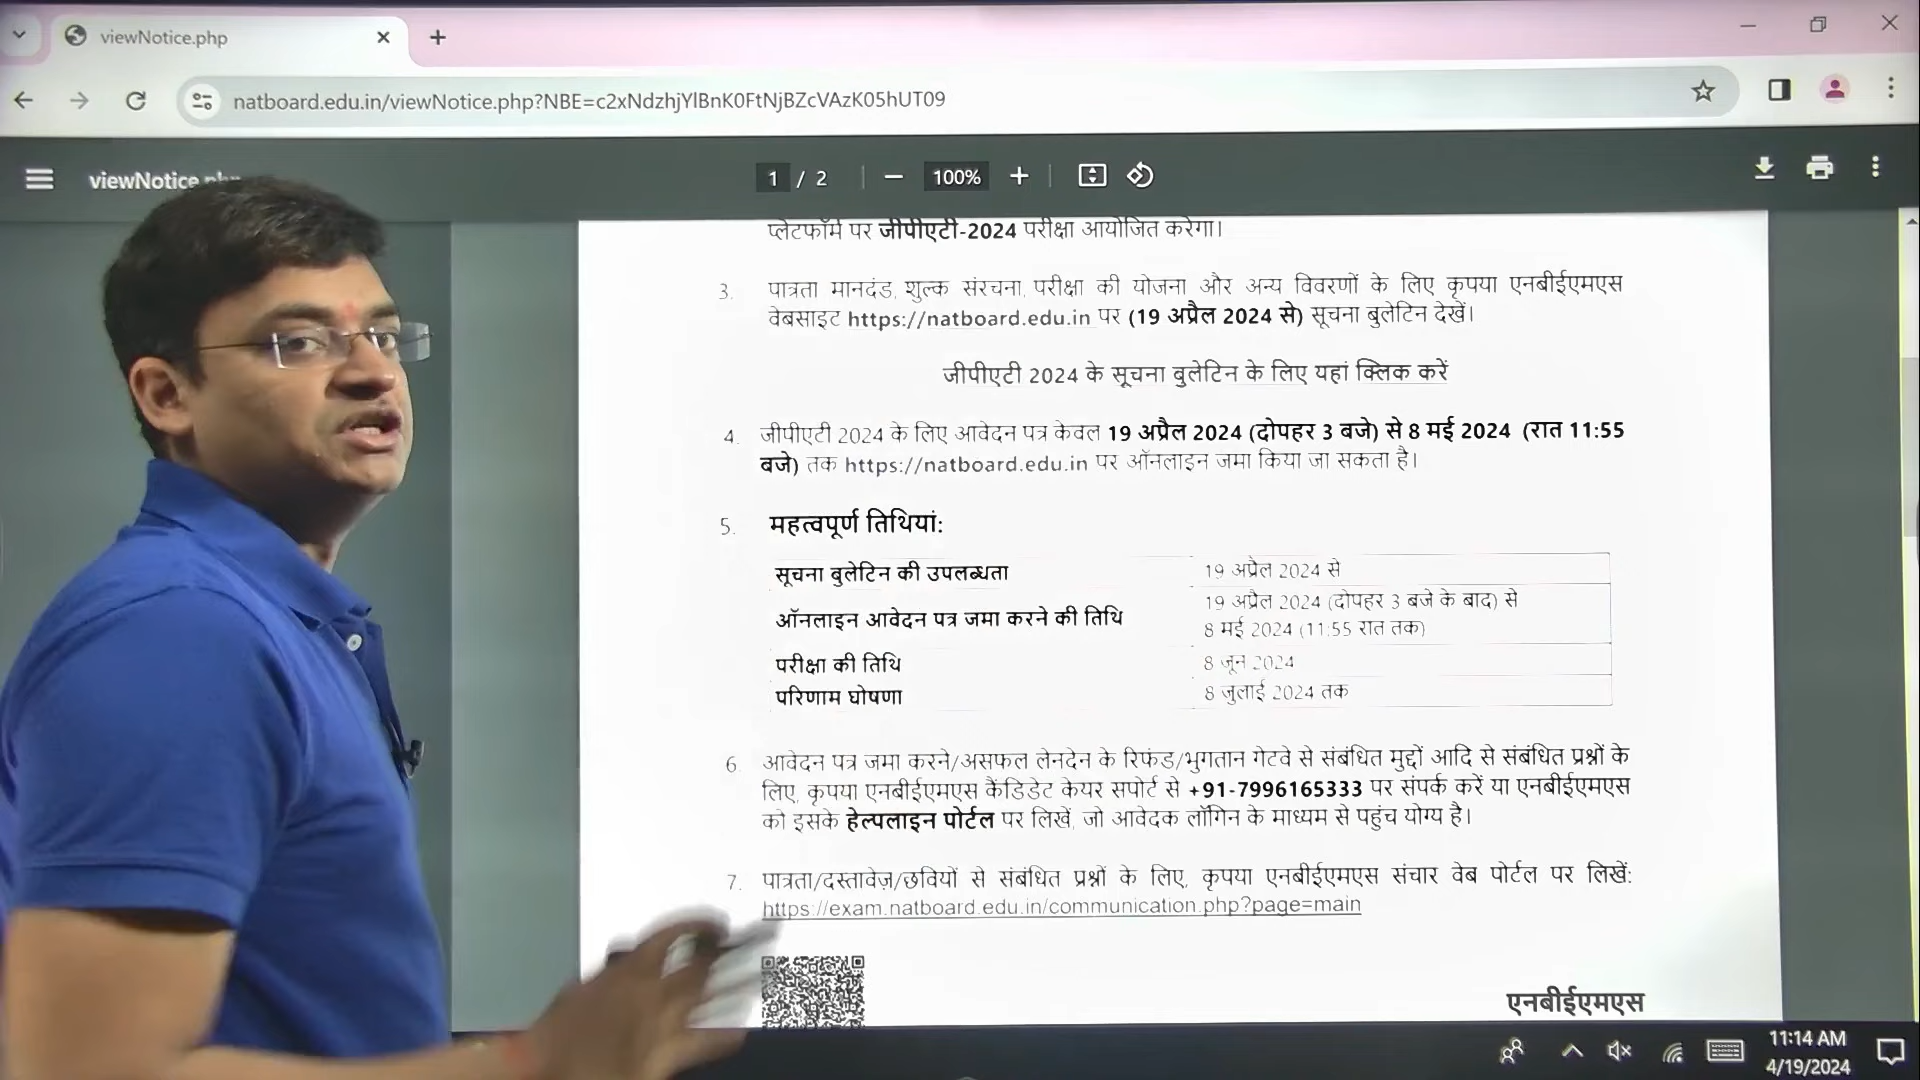 viewNotice.php
natboard.edu.in/viewNotice.php?NBE=c2xNdzhjYlBnK0FtNjBZcVAzK05hUT09
viewNotice
1 / 2
100%
प्लेटफॉर्म पर जीपीएटी-2024 परीक्षा आयोजित करेगा।
3. पात्रता मानदंड, शुल्क संरचना, परीक्षा की योजना और अन्य विवरणों के लिए कृपया एनबीईएमएस
वेबसाइट https://natboard.edu.in पर (19 अप्रैल 2024 से) सूचना बुलेटिन देखें।
जीपीएटी 2024 के सूचना बुलेटिन के लिए यहां क्लिक करें
4. जीपीएटी 2024 के लिए आवेदन पत्र केवल 19 अप्रैल 2024 (दोपहर 3 बजे) से 8 मई 2024 (रात 11:55
बजे) तक https://natboard.edu.in पर ऑनलाइन जमा किया जा सकता है।
5. महत्वपूर्ण तिथियां:
सूचना बुलेटिन की उपलब्धता 19 अप्रैल 2024 से
ऑनलाइन आवेदन पत्र जमा करने की तिथि 19 अप्रैल 2024 (दोपहर 3 बजे के बाद) से
8 मई 2024 (11:55 रात तक)
परीक्षा की तिथि 8 जून 2024
परिणाम घोषणा 8 जुलाई 2024 तक
6. आवेदन पत्र जमा करने/असफल लेनदेन के रिफंड/भुगतान गेटवे से संबंधित मुद्दों आदि से संबंधित प्रश्नों के
लिए, कृपया एनबीईएमएस कैंडिडेट केयर सपोर्ट से +91-7996165333 पर संपर्क करें या एनबीईएमएस
को इसके हेल्पलाइन पोर्टल पर लिखें, जो आवेदक लॉगिन के माध्यम से पहुंच योग्य है।
7. पात्रता/दस्तावेज़/छवियों से संबंधित प्रश्नों के लिए, कृपया एनबीईएमएस संचार वेब पोर्टल पर लिखें:
https://exam.natboard.edu.in/communication.php?page=main
एनबीईएमएस
11:14 AM
4/19/2024